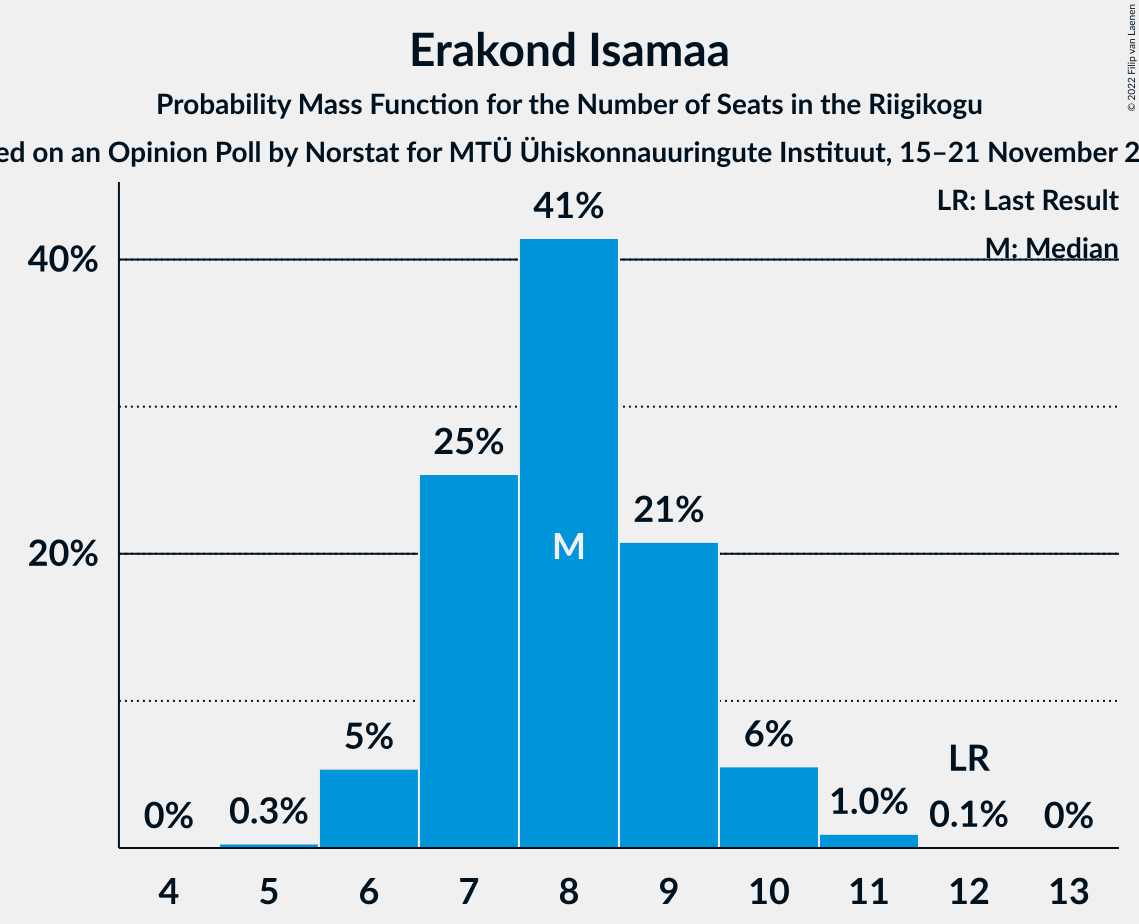 Erakond Isamaa
Probability Mass Function for the Number of Seats in the Riigikogu
ed on an Opinion Poll by Norstat for MTÜ Ühiskonnauuringute Instituut, 15–21 November 2
© 2022 Filip van Laenen
LR: Last Result
M: Median
40%
20%
0%
0.3%
5%
25%
41%
M
21%
6%
1.0%
LR
0.1%
0%
4 5 6 7 8 9 10 11 12 13